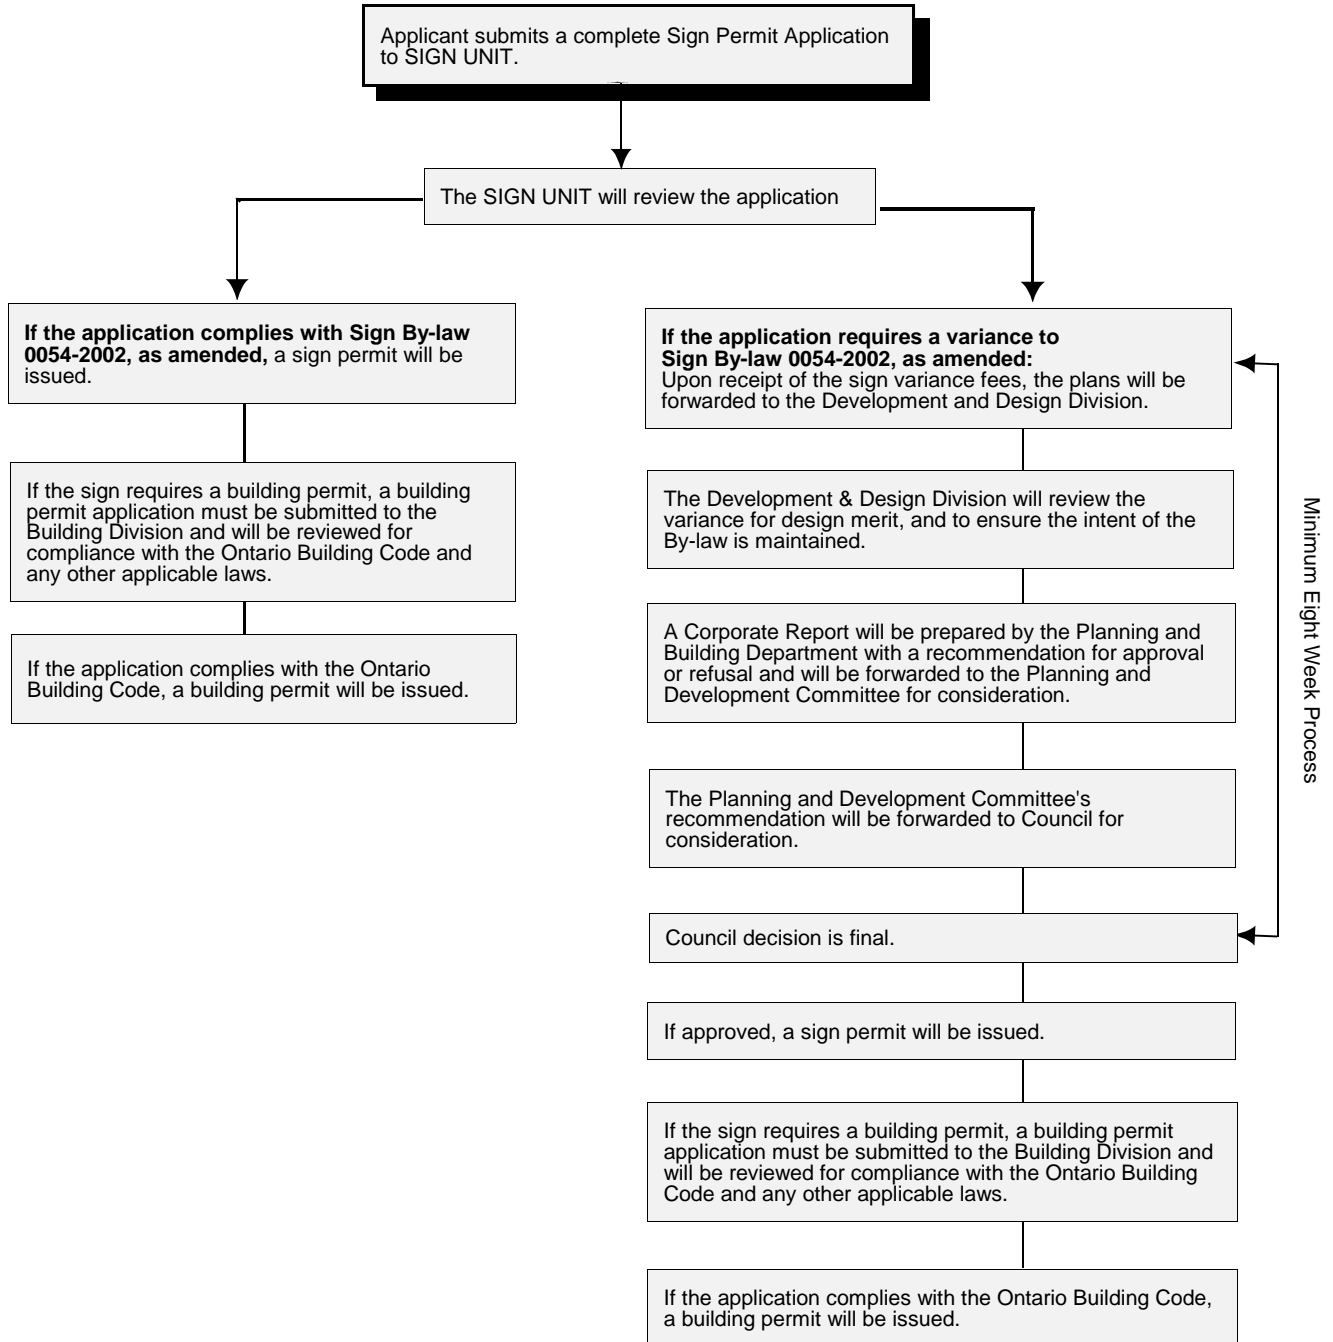 Applicant submits a complete Sign Permit Application
to SIGN UNIT.
The SIGN UNIT will review the application
If the application complies with Sign By-law
0054-2002, as amended, a sign permit will be
issued.
If the sign requires a building permit, a building
permit application must be submitted to the
Building Division and will be reviewed for
compliance with the Ontario Building Code and
any other applicable laws.
If the application complies with the Ontario
Building Code, a building permit will be issued.
If the application requires a variance to
Sign By-law 0054-2002, as amended:
Upon receipt of the sign variance fees, the plans will be
forwarded to the Development and Design Division.
The Development & Design Division will review the
variance for design merit, and to ensure the intent of the
By-law is maintained.
A Corporate Report will be prepared by the Planning and
Building Department with a recommendation for approval
or refusal and will be forwarded to the Planning and
Development Committee for consideration.
The Planning and Development Committee's
recommendation will be forwarded to Council for
consideration.
Council decision is final.
If approved, a sign permit will be issued.
If the sign requires a building permit, a building permit
application must be submitted to the Building Division and
will be reviewed for compliance with the Ontario Building
Code and any other applicable laws.
If the application complies with the Ontario Building Code,
a building permit will be issued.
Minimum Eight Week Process